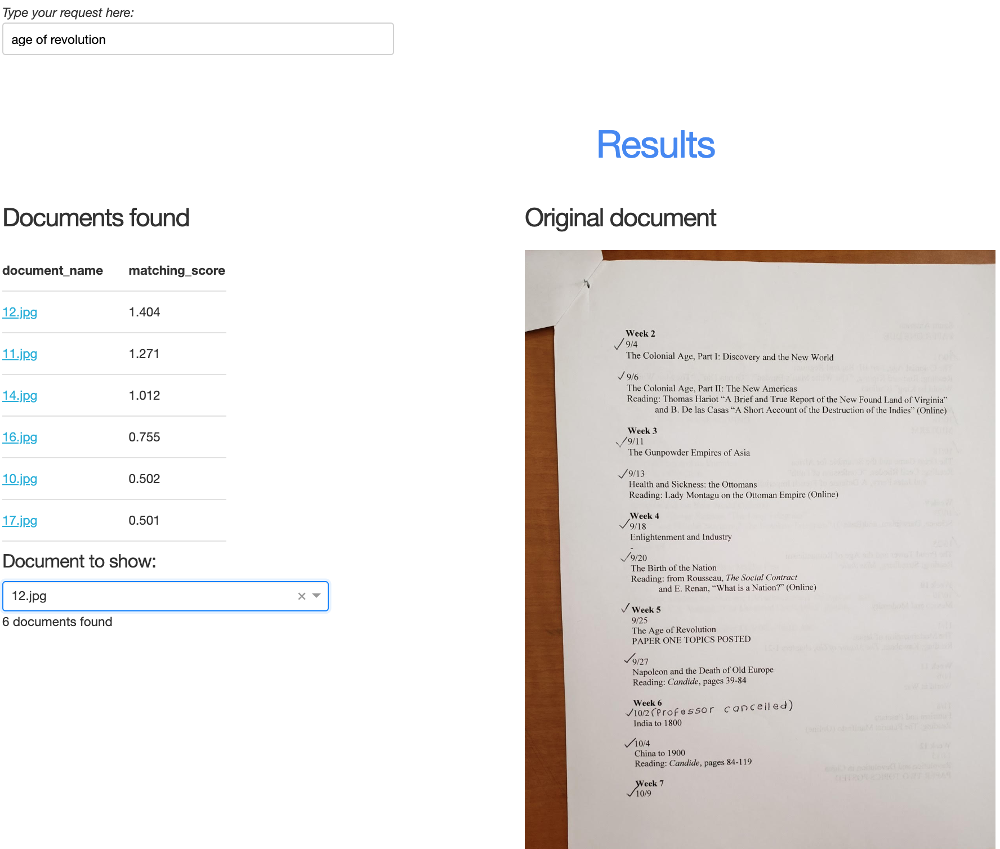 Type your request here:
age of revolution
Results
Documents found
document_name matching_score
12.jpg 1.404
11.jpg 1.271
14.jpg 1.012
16.jpg 0.755
10.jpg 0.502
17.jpg 0.501
Document to show:
12.jpg
6 documents found
Original document
Week 2
9/4
The Colonial Age, Part I: Discovery and the New World
9/6
The Colonial Age, Part II: The New Americas
Reading: Thomas Hariot “A Brief and True Report of the New Found Land of Virginia”
and B. De las Casas “A Short Account of the Destruction of the Indies” (Online)
Week 3
9/11
The Gunpowder Empires of Asia
9/13
Health and Sickness: the Ottomans
Reading: Lady Montagu on the Ottoman Empire (Online)
Week 4
9/18
Enlightenment and Industry
-
9/20
The Birth of the Nation
Reading: from Rousseau, The Social Contract
and E. Renan, “What is a Nation?” (Online)
Week 5
9/25
The Age of Revolution
PAPER ONE TOPICS POSTED
9/27
Napoleon and the Death of Old Europe
Reading: Candide, pages 39-84
Week 6
10/2 (Professor cancelled)
India to 1800
10/4
China to 1900
Reading: Candide, pages 84-119
Week 7
10/9